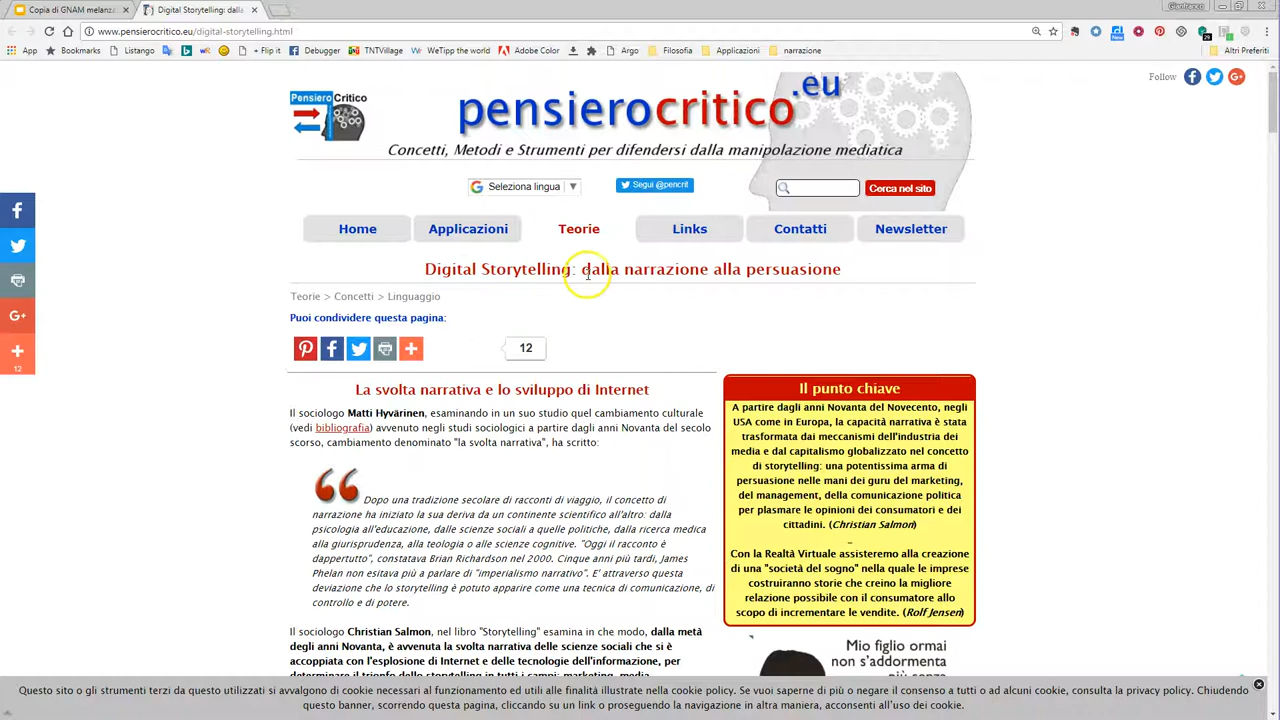 Copia di GNAM melanz
Digital Storytelling: dall
Gianfranco
www.pensierocritico.eu/digital-storytelling.html
App
Bookmark
Listango
+ Flip it
Debugger
TNTVillage
WeTipp the world
Adobe Color
Argo
Filosofia
Applicazioni
narrazione
Altri Preferiti
Follow
PensieroCritico
pensierocritico.eu
Concetti, Metodi e Strumenti per difendersi dalla manipolazione mediatica
Seleziona lingua
Segui @pencrit
Cerca nel sito
Home
Applicazioni
Teorie
Links
Contatti
Newsletter
Digital Storytelling: dalla narrazione alla persuasione
Teorie > Concetti > Linguaggio
Puoi condividere questa pagina:
12
12
La svolta narrativa e lo sviluppo di Internet
Il sociologo Matti Hyvärinen, esaminando in un suo studio quel cambiamento culturale
(vedi bibliografia) avvenuto negli studi sociologici a partire dagli anni Novanta del secolo
scorso, cambiamento denominato "la svolta narrativa", ha scritto:
Dopo una tradizione secolare di racconti di viaggio, il concetto di
narrazione ha iniziato la sua deriva da un continente scientifico all'altro: dalla
psicologia all'educazione, dalle scienze sociali a quelle politiche, dalla ricerca medica
alla giurisprudenza, alla teologia o alle scienze cognitive. "Oggi il racconto è
dappertutto", constatava Brian Richardson nel 2000. Cinque anni più tardi, James
Phelan non esitava più a parlare di "imperialismo narrativo". E' attraverso questa
deviazione che lo storytelling è potuto apparire come una tecnica di comunicazione, di
controllo e di potere.
Il sociologo Christian Salmon, nel libro "Storytelling" esamina in che modo, dalla metà
degli anni Novanta, è avvenuta la svolta narrativa delle scienze sociali che si è
accoppiata con l'esplosione di Internet e delle tecnologie dell'informazione, per
determinare il trionfo dello storytelling in tutti i campi: marketing, media,
Il punto chiave
A partire dagli anni Novanta del Novecento, negli
USA come in Europa, la capacità narrativa è stata
trasformata dai meccanismi dell'industria dei
media e dal capitalismo globalizzato nel concetto
di storytelling: una potentissima arma di
persuasione nelle mani dei guru del marketing,
del management, della comunicazione politica
per plasmare le opinioni dei consumatori e dei
cittadini. (Christian Salmon)
_
Con la Realtà Virtuale assisteremo alla creazione
di una "società del sogno" nella quale le imprese
costruiranno storie che creino la migliore
relazione possibile con il consumatore allo
scopo di incrementare le vendite. (Rolf Jensen)
Mio figlio ormai
non s'addormenta
Questo sito o gli strumenti terzi da questo utilizzati si avvalgono di cookie necessari al funzionamento ed utili alle finalità illustrate nella cookie policy. Se vuoi saperne di più o negare il consenso a tutti o ad alcuni cookie, consulta la privacy policy. Chiudendo
questo banner, scorrendo questa pagina, cliccando su un link o proseguendo la navigazione in altra maniera, acconsenti all'uso dei cookie.